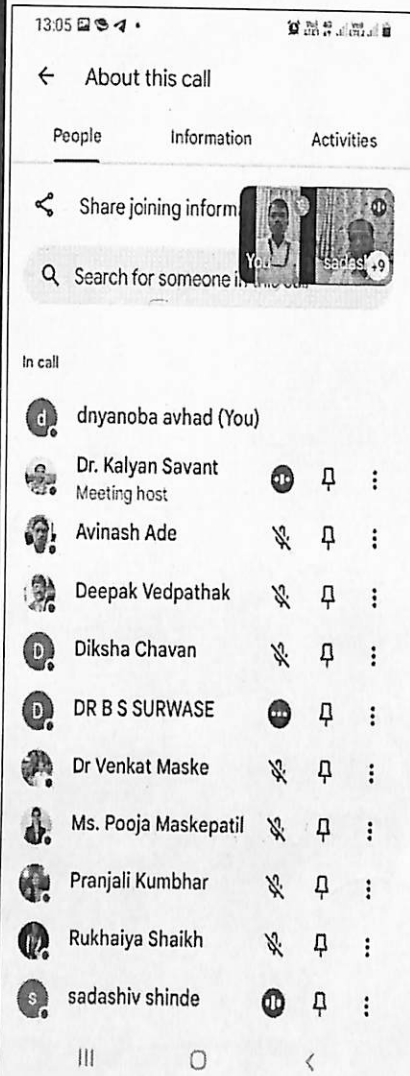 13:05
About this call
People Information Activities
Share joining inform
You sadas +9
Search for someone in
In call
d dnyanoba avhad (You)
Dr. Kalyan Savant
Meeting host
Avinash Ade
Deepak Vedpathak
D Diksha Chavan
D DR B S SURWASE
Dr Venkat Maske
Ms. Pooja Maskepatil
Pranjali Kumbhar
Rukhaiya Shaikh
s sadashiv shinde